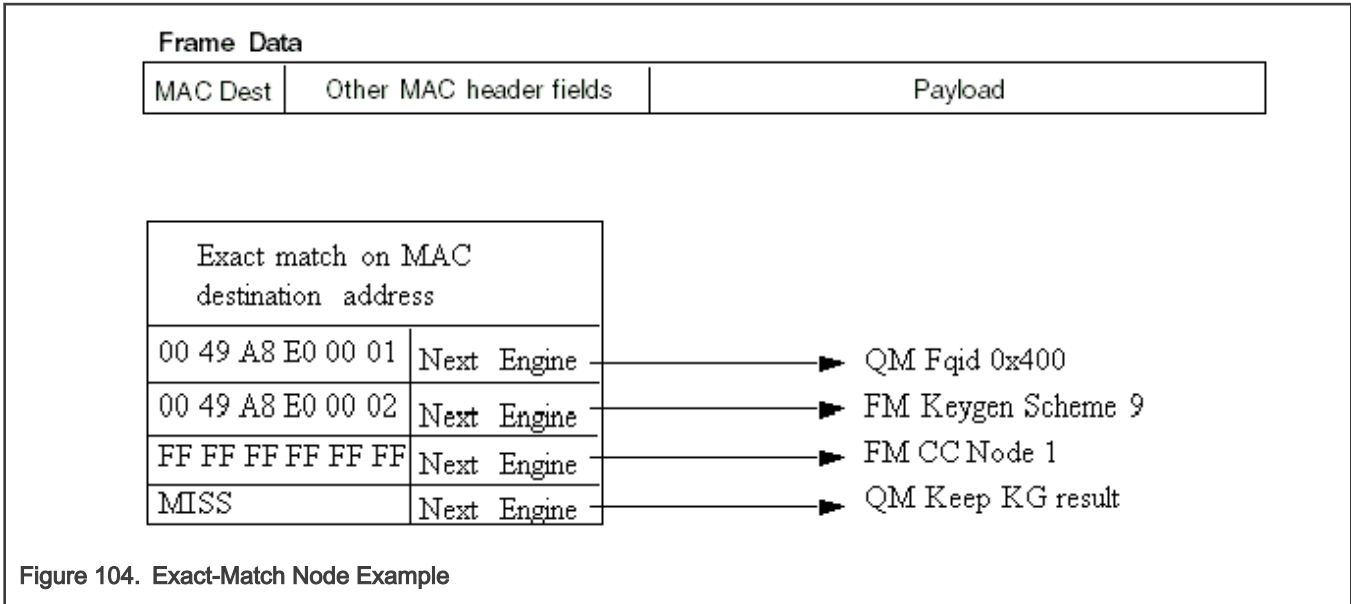 Frame Data
MAC Dest Other MAC header fields Payload
Exact match on MAC
destination address
00 49 A8 E0 00 01 Next Engine QM Fqid 0x400
00 49 A8 E0 00 02 Next Engine FM Keygen Scheme 9
FF FF FF FF FF FF Next Engine FM CC Node 1
MISS Next Engine QM Keep KG result
Figure 104. Exact-Match Node Example